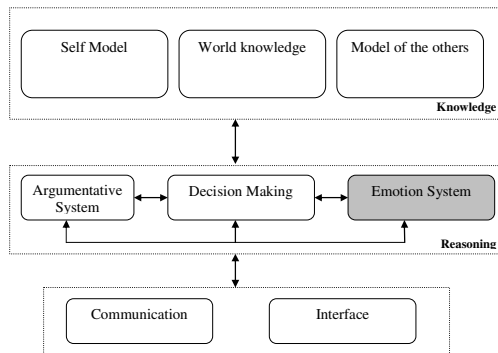 Self Model
World knowledge
Model of the others
Knowledge
Argumentative
System
Decision Making
Emotion System
Reasoning
Communication
Interface